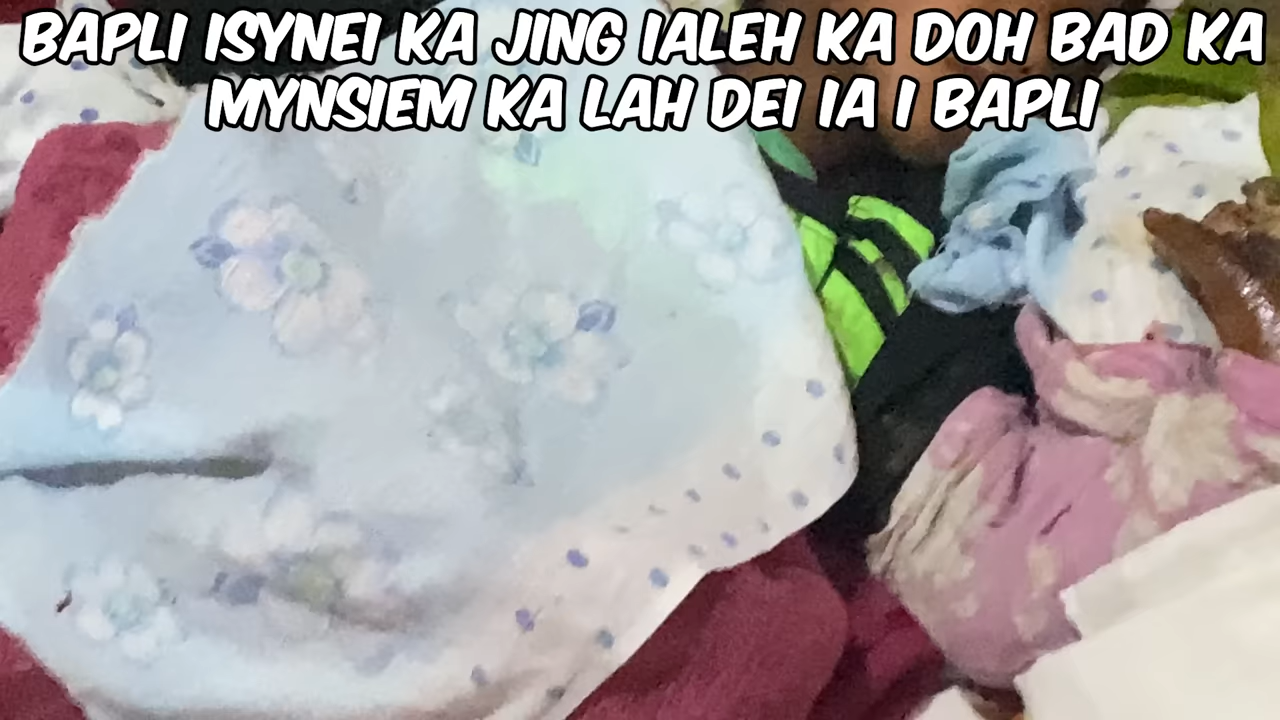 BAPLI ISYNEI KA JING IALEH KA DOH BAD KA
MYNSIEM KA LAH DEI IA I BAPLI